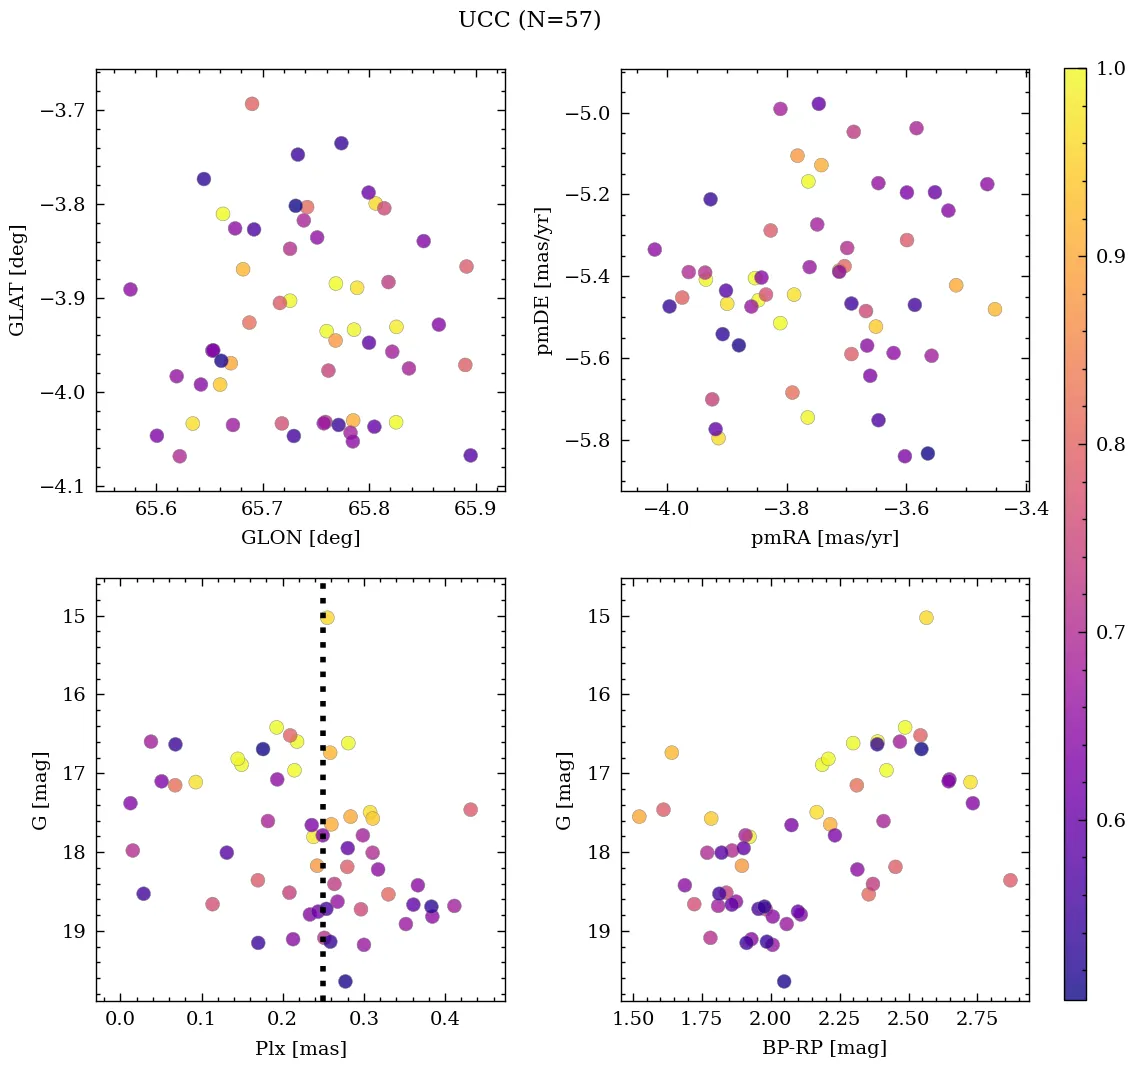 UCC (N=57)
−3.7
−3.8
−3.9
−4.0
−4.1
GLAT [deg]
65.6 65.7 65.8 65.9
GLON [deg]
−5.0
−5.2
−5.4
−5.6
−5.8
pmDE [mas/yr]
−4.0 −3.8 −3.6 −3.4
pmRA [mas/yr]
15
16
17
18
19
G [mag]
0.0 0.1 0.2 0.3 0.4
Plx [mas]
15
16
17
18
19
G [mag]
1.50 1.75 2.00 2.25 2.50 2.75
BP-RP [mag]
1.0
0.9
0.8
0.7
0.6